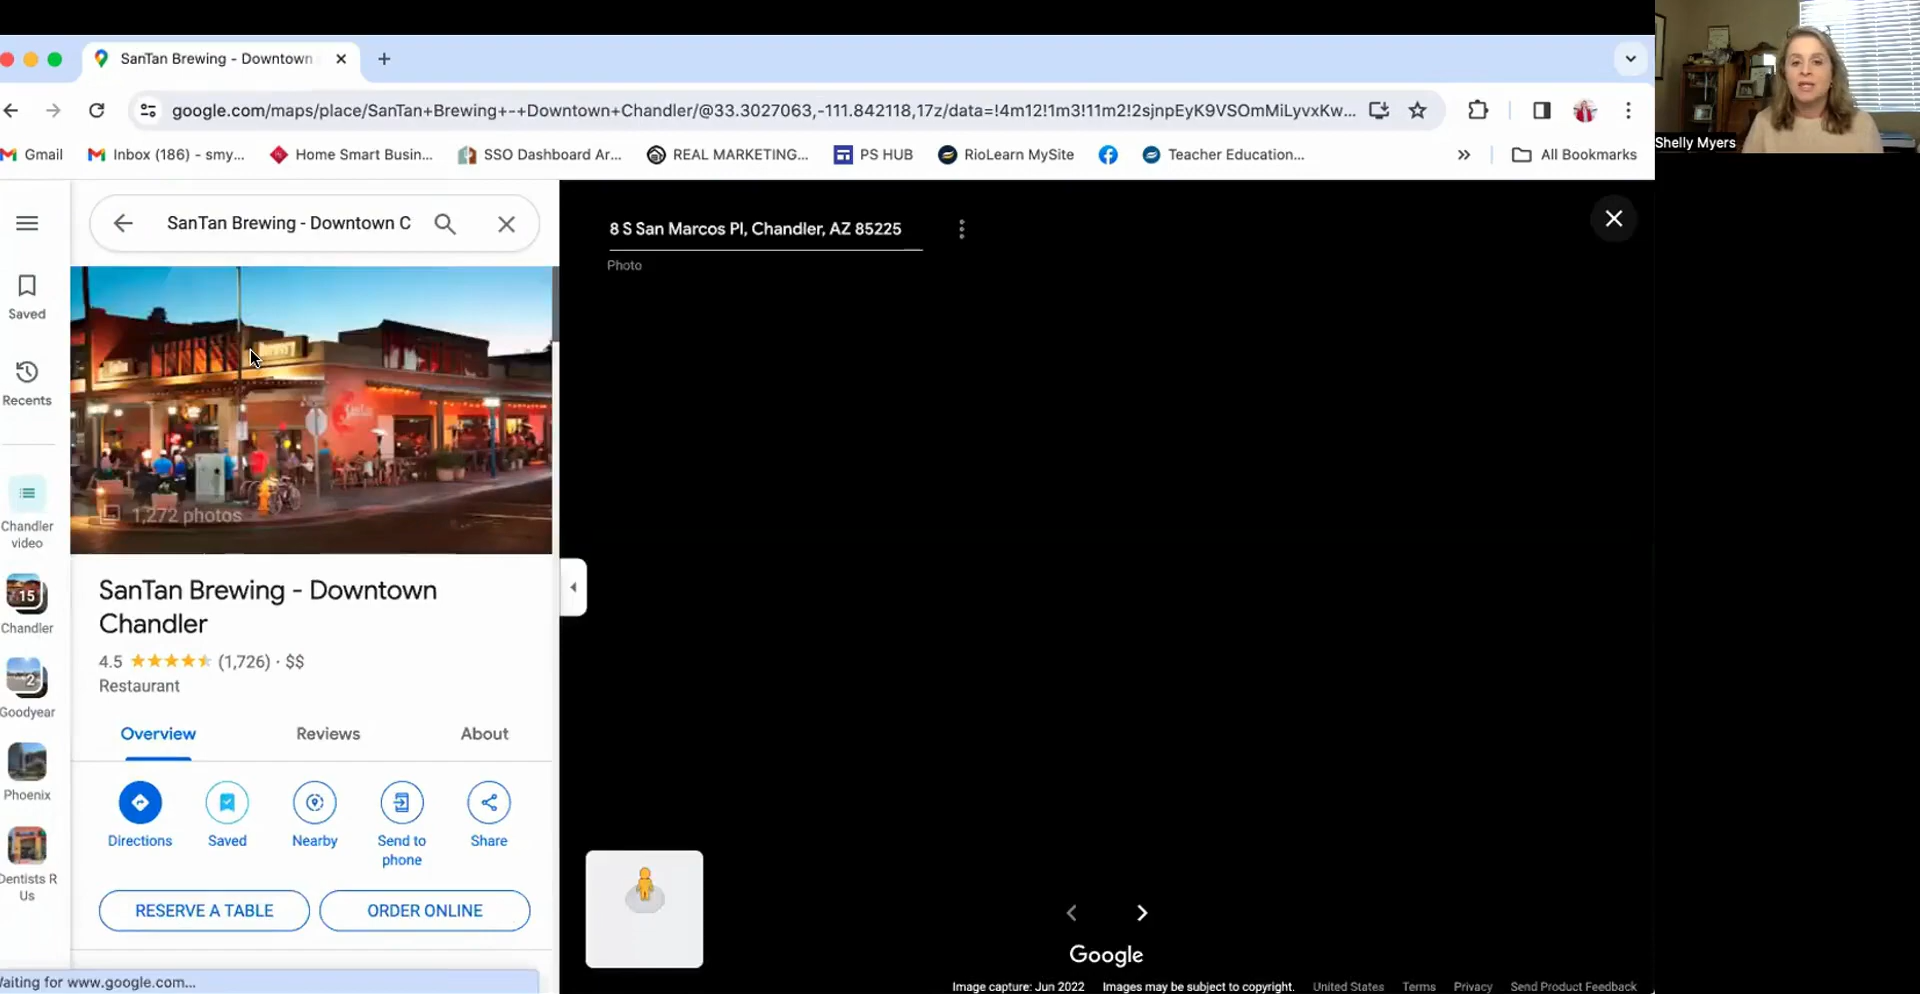 SanTan Brewing - Downtown
google.com/maps/place/SanTan+Brewing+-+Downtown+Chandler/@33.3027063,-111.842118,17z/data=!4m12!1m3!11m2!2sjnpEyK9VSOmMiLyvxKw...
Gmail
Inbox (186) - smy...
Home Smart Busin...
SSO Dashboard Ar...
REAL MARKETING...
PS HUB
RioLearn MySite
Teacher Education...
All Bookmarks
Shelly Myers
SanTan Brewing - Downtown C
8 S San Marcos Pl, Chandler, AZ 85225
Photo
Saved
Recents
Chandler
video
15
Chandler
2
Goodyear
Phoenix
Dentists R
Us
SanTan
1,272 photos
SanTan Brewing - Downtown
Chandler
4.5 (1,726) · $$
Restaurant
Overview
Reviews
About
Directions
Saved
Nearby
Send to
phone
Share
RESERVE A TABLE
ORDER ONLINE
Google
Waiting for www.google.com...
Image capture: Jun 2022
Images may be subject to copyright.
United States
Terms
Privacy
Send Product Feedback